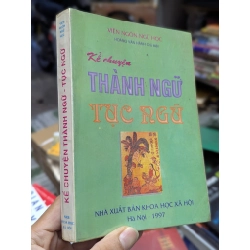 VIỆN NGÔN NGỮ HỌC
Kể chuyện
THÀNH NGỮ
TỤC NGỮ
NHÀ XUẤT BẢN KHOA HỌC XÃ HỘI
Hà Nội - 1997
KỂ CHUYỆN THÀNH NGỮ - TỤC NGỮ